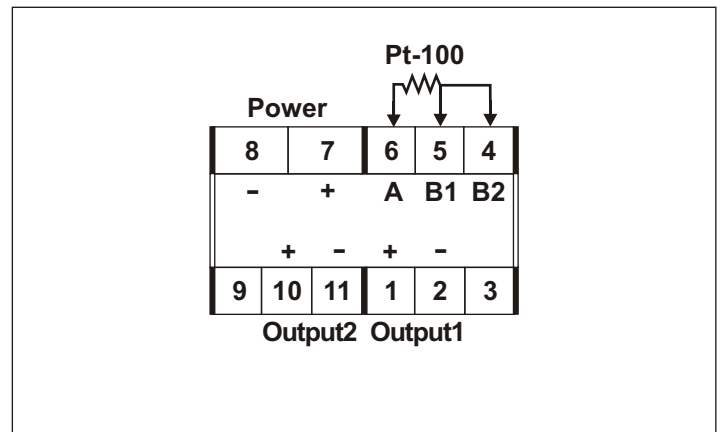 Pt-100
Power
8 7 6 5 4
- + A B1 B2
+ - + -
9 10 11 1 2 3
Output2 Output1